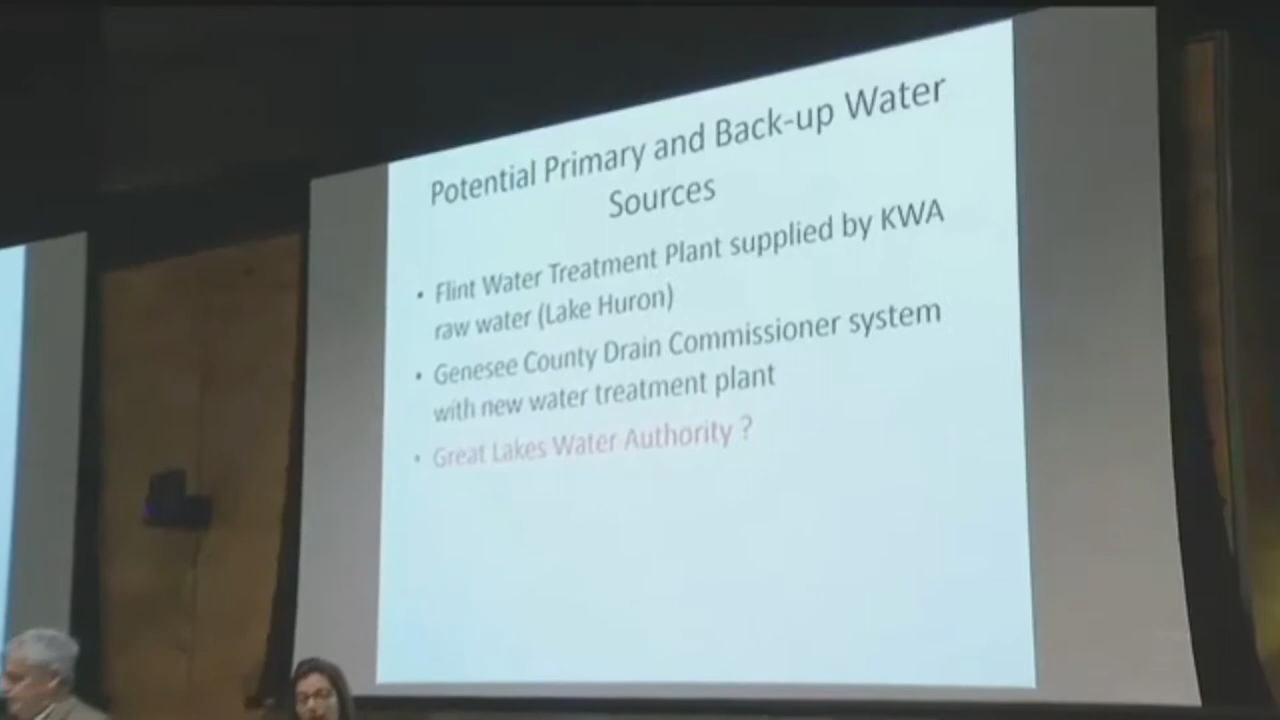 Potential Primary and Back-up Water
Sources
• Flint Water Treatment Plant supplied by KWA
raw water (Lake Huron)
• Genesee County Drain Commissioner system
with new water treatment plant
• Great Lakes Water Authority ?